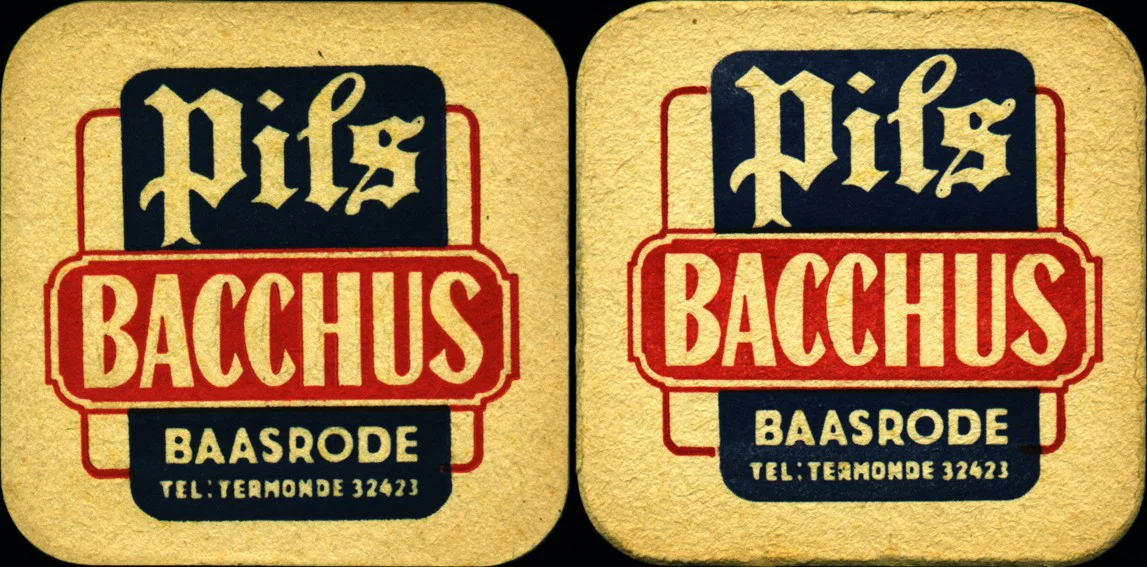 Pils
BACCHUS
BAASRODE
TEL: TERMONDE 32423
Pils
BACCHUS
BAASRODE
TEL: TERMONDE 32423